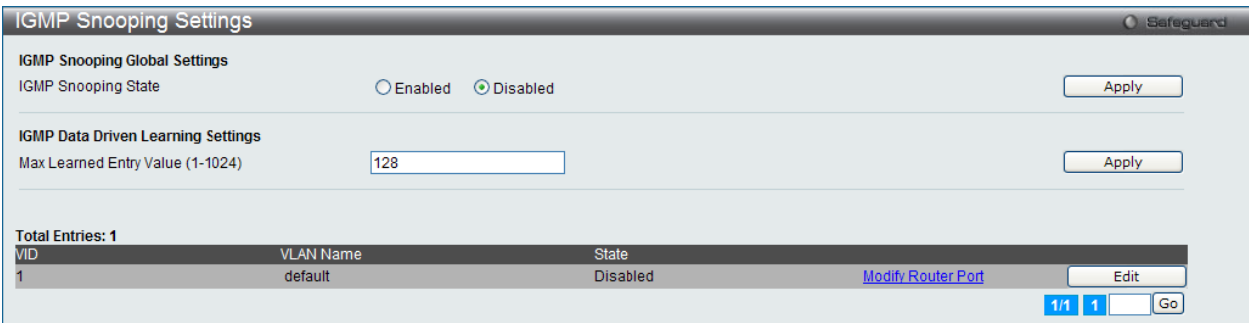 IGMP Snooping Settings
Safeguard
IGMP Snooping Global Settings
IGMP Snooping State Enabled Disabled Apply
IGMP Data Driven Learning Settings
Max Learned Entry Value (1-1024) 128 Apply
Total Entries: 1
VID VLAN Name State
1 default Disabled Modify Router Port Edit
1/1 1 Go